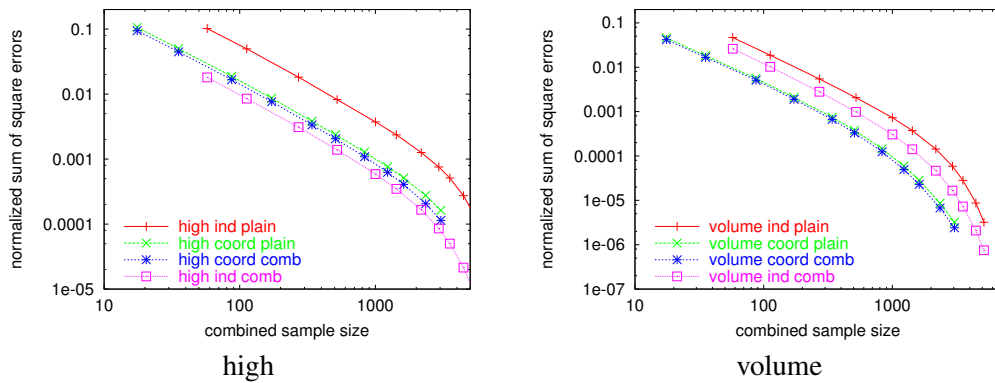 normalized sum of square errors
0.1
0.01
0.001
0.0001
1e-05
high ind plain
high coord plain
high coord comb
high ind comb
10
100
1000
combined sample size
high
normalized sum of square errors
0.1
0.01
0.001
0.0001
1e-05
1e-06
1e-07
volume ind plain
volume coord plain
volume coord comb
volume ind comb
10
100
1000
combined sample size
volume